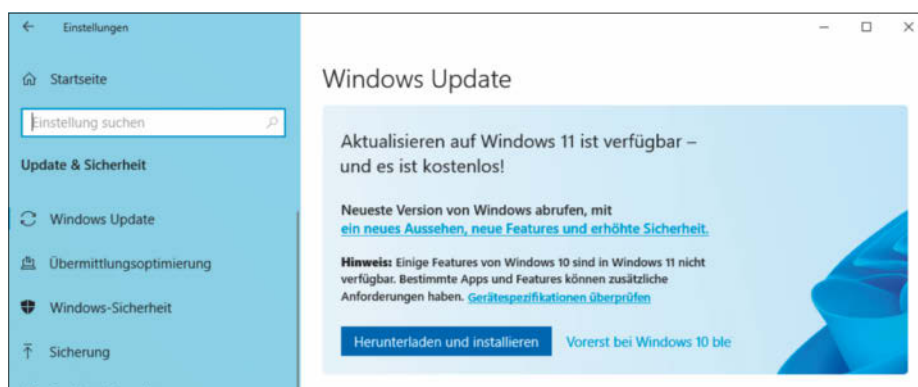 Einstellungen
Startseite
Einstellung suchen
Update & Sicherheit
Windows Update
Übermittlungsoptimierung
Windows-Sicherheit
Sicherung
Windows Update
Aktualisieren auf Windows 11 ist verfügbar –
und es ist kostenlos!
Neueste Version von Windows abrufen, mit
ein neues Aussehen, neue Features und erhöhte Sicherheit.
Hinweis: Einige Features von Windows 10 sind in Windows 11 nicht
verfügbar. Bestimmte Apps und Features können zusätzliche
Anforderungen haben. Gerätespezifikationen überprüfen
Herunterladen und installieren Vorerst bei Windows 10 ble